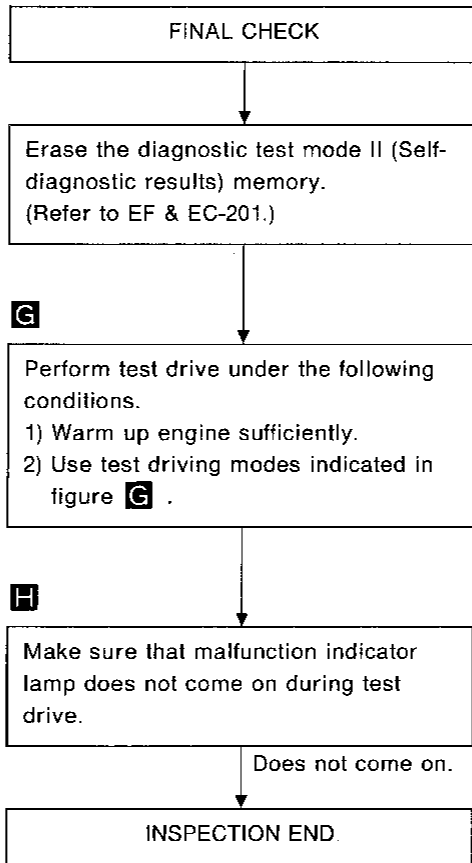 FINAL CHECK
Erase the diagnostic test mode II (Self-
diagnostic results) memory.
(Refer to EF & EC-201.)
G
Perform test drive under the following
conditions.
1) Warm up engine sufficiently.
2) Use test driving modes indicated in
figure G .
H
Make sure that malfunction indicator
lamp does not come on during test
drive.
Does not come on.
INSPECTION END